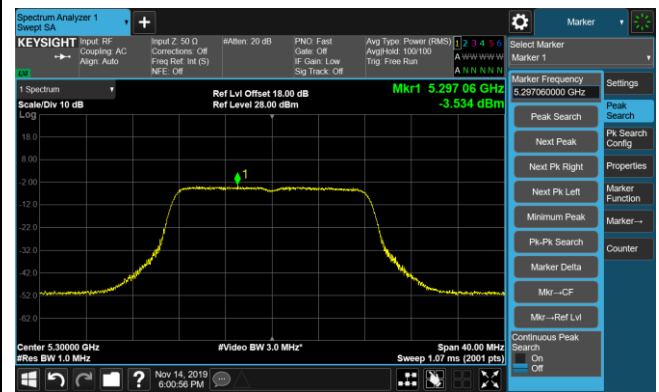 Spectrum Analyzer 1
Swept SA
Marker
KEYSIGHT
Input: RF
Coupling: AC
Align: Auto
Input Z: 50 Ω
Corrections: Off
Freq Ref: Int (S)
NFE: Off
#Atten: 20 dB
PNO: Fast
Gate: Off
IF Gain: Low
Sig Track: Off
Avg Type: Power (RMS)
Avg|Hold: 100/100
Trig: Free Run
1 2 3 4 5 6
A W W W W W
A N N N N N
LXI
Select Marker
Marker 1
1 Spectrum
Scale/Div 10 dB
Log
Ref Lvl Offset 18.00 dB
Ref Level 28.00 dBm
Mkr1 5.297 06 GHz
-3.534 dBm
18.0
8.00
-2.00
-12.0
-22.0
-32.0
-42.0
-52.0
-62.0
1
Center 5.30000 GHz
#Res BW 1.0 MHz
#Video BW 3.0 MHz*
Span 40.00 MHz
Sweep 1.07 ms (2001 pts)
Marker Frequency
5.297060000 GHz
Peak Search
Next Peak
Next Pk Right
Next Pk Left
Minimum Peak
Pk-Pk Search
Marker Delta
Mkr→CF
Mkr→Ref Lvl
Continuous Peak
Search
On
Off
Settings
Peak
Search
Pk Search
Config
Properties
Marker
Function
Marker→
Counter
?
Nov 14, 2019
6:00:56 PM